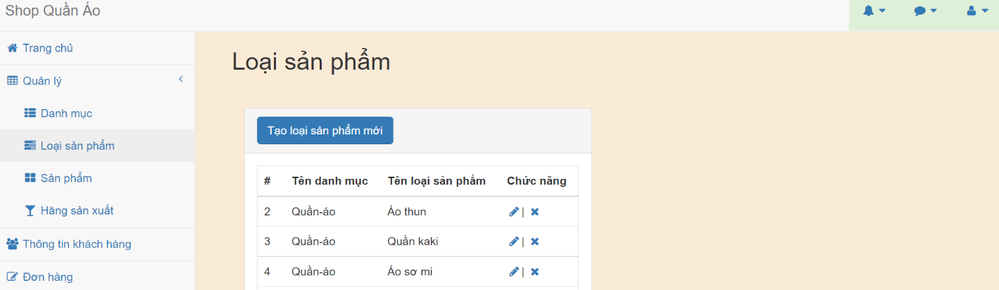 Shop Quần Áo
Trang chủ
Quản lý
Danh mục
Loại sản phẩm
Sản phẩm
Hãng sản xuất
Thông tin khách hàng
Đơn hàng
Loại sản phẩm
Tạo loại sản phẩm mới
# Tên danh mục Tên loại sản phẩm Chức năng
2 Quần-áo Áo thun |
3 Quần-áo Quần kaki |
4 Quần-áo Áo sơ mi |